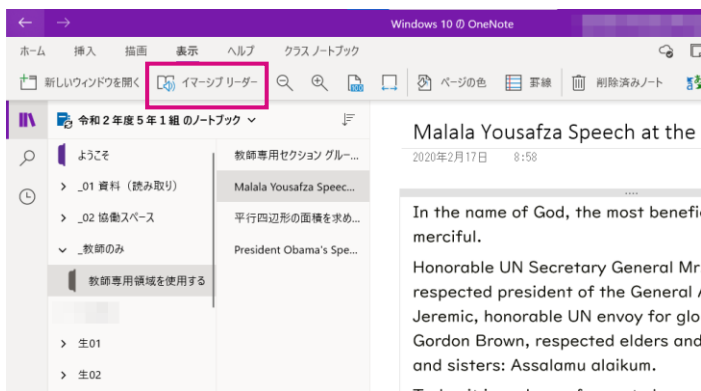 Windows 10 の OneNote
ホーム 挿入 描画 表示 ヘルプ クラス ノートブック
新しいウィンドウを開く イマーシブ リーダー 100 ページの色 罫線 削除済みノート
令和２年度５年１組 のノートブック
ようこそ
_01 資料（読み取り）
_02 協働スペース
_教師のみ
教師専用領域を使用する
生01
生02
教師専用セクション グルー...
Malala Yousafza Speec...
平行四辺形の面積を求め...
President Obama's Spe...
Malala Yousafza Speech at the
2020年2月17日 8:58
In the name of God, the most benefi
merciful.
Honorable UN Secretary General Mr
respected president of the General
Jeremic, honorable UN envoy for glo
Gordon Brown, respected elders and
and sisters: Assalamu alaikum.